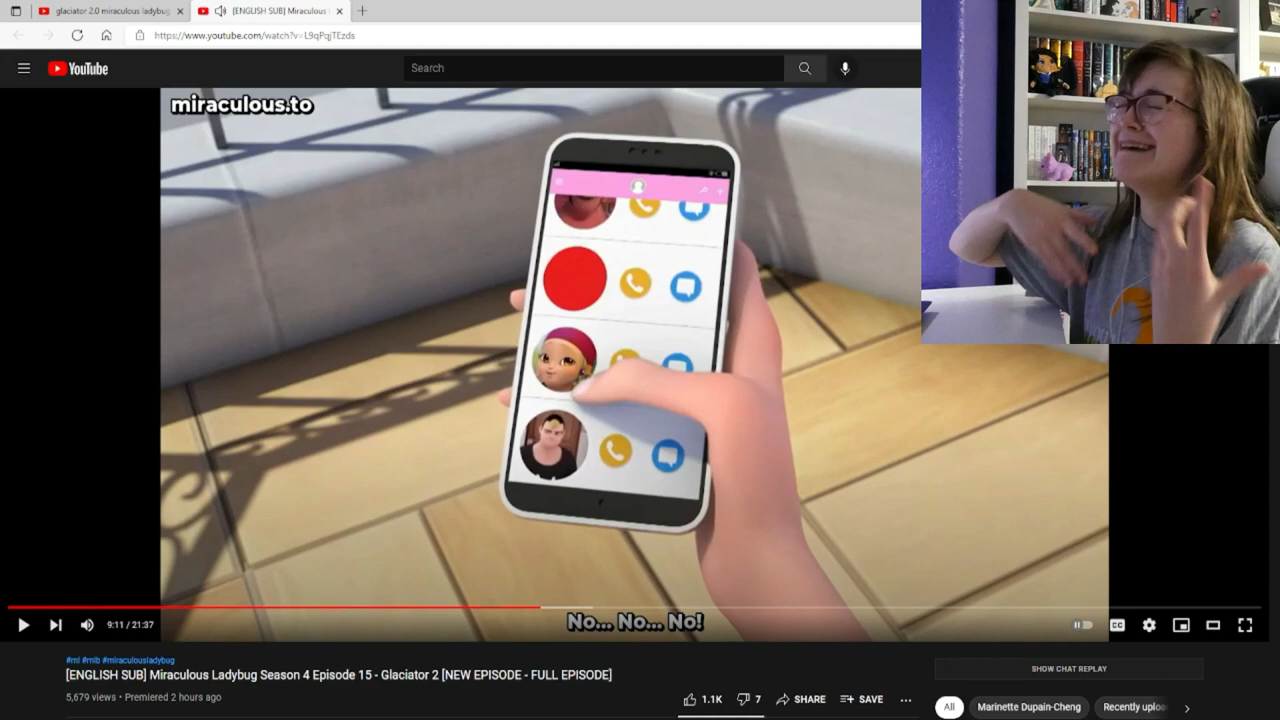 glaciator 2.0 miraculous ladybug
[ENGLISH SUB] Miraculous
https://www.youtube.com/watch?v=L9qPqjTEzds
YouTube
Search
miraculous.to
No... No... No!
9:11 / 21:37
CC
#ml #mlb #miraculousladybug
[ENGLISH SUB] Miraculous Ladybug Season 4 Episode 15 - Glaciator 2 [NEW EPISODE - FULL EPISODE]
5,679 views • Premiered 2 hours ago
1.1K
7
SHARE
SAVE
SHOW CHAT REPLAY
All
Marinette Dupain-Cheng
Recently uploa